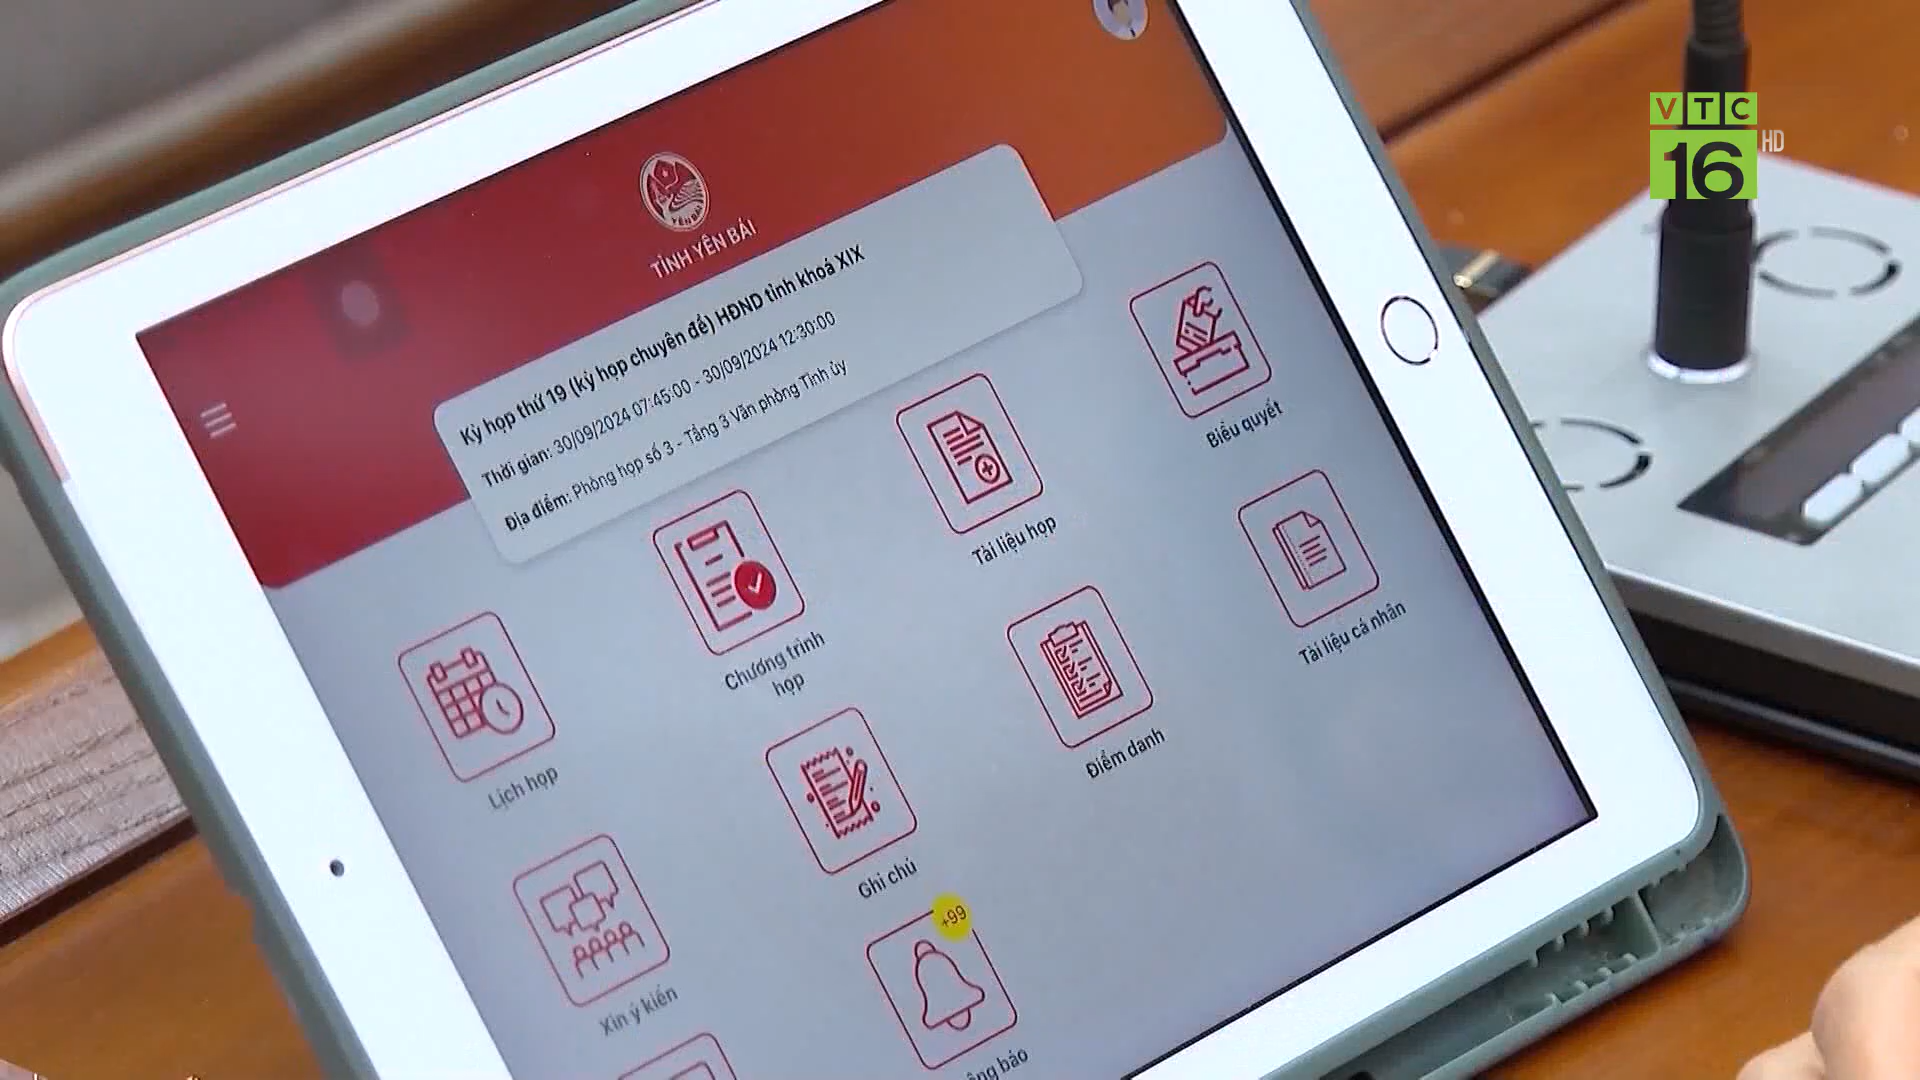 VTC
16 HD
YÊN BÁI
TỈNH YÊN BÁI
Kỳ họp thứ 19 (kỳ họp chuyên đề) HĐND tỉnh khoá XIX
Thời gian: 30/09/2024 07:45:00 - 30/09/2024 12:30:00
Địa điểm: Phòng họp số 3 - Tầng 3 Văn phòng Tỉnh ủy
Lịch họp
Chương trình
họp
Tài liệu họp
Biểu quyết
Xin ý kiến
Ghi chú
Điểm danh
Tài liệu cá nhân
+99
báo